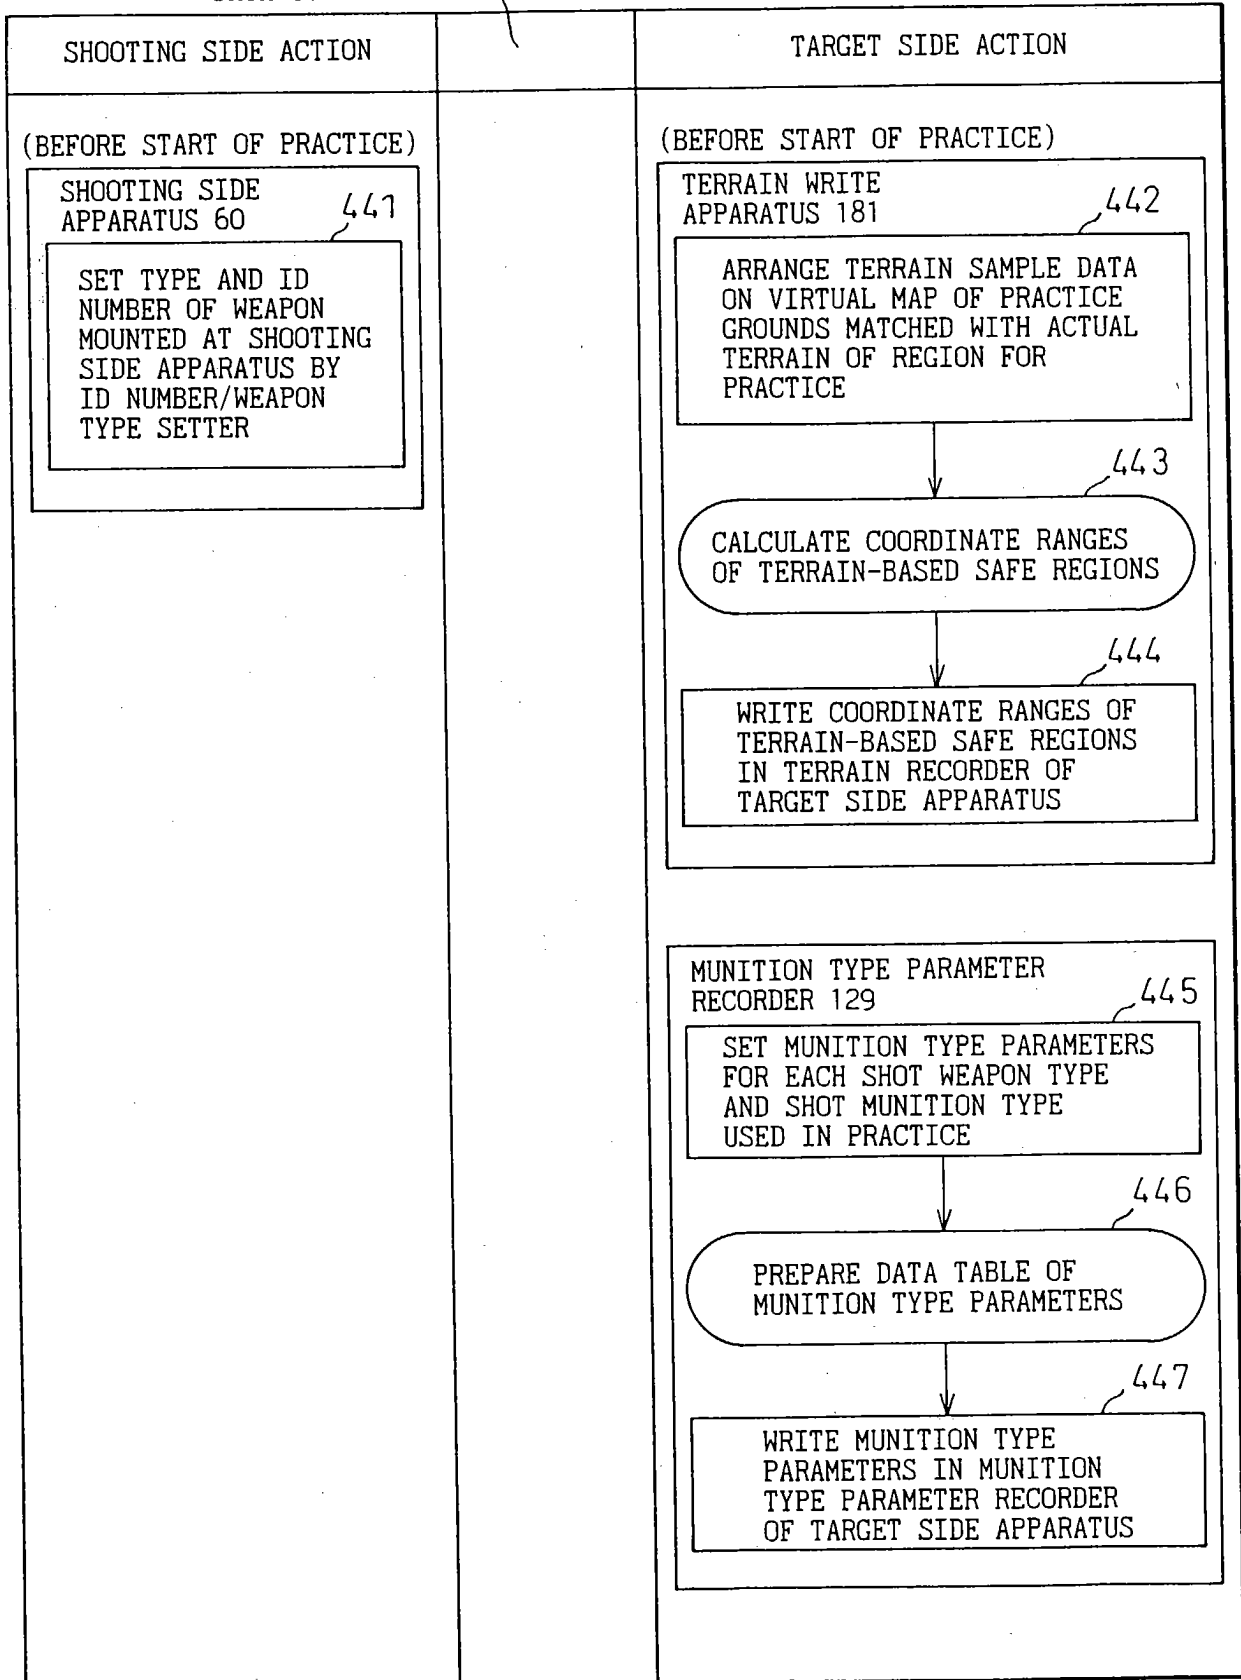 SHOOTING SIDE ACTION
TARGET SIDE ACTION
(BEFORE START OF PRACTICE)
SHOOTING SIDE
APPARATUS 60
441
SET TYPE AND ID
NUMBER OF WEAPON
MOUNTED AT SHOOTING
SIDE APPARATUS BY
ID NUMBER/WEAPON
TYPE SETTER
(BEFORE START OF PRACTICE)
TERRAIN WRITE
APPARATUS 181
442
ARRANGE TERRAIN SAMPLE DATA
ON VIRTUAL MAP OF PRACTICE
GROUNDS MATCHED WITH ACTUAL
TERRAIN OF REGION FOR
PRACTICE
443
CALCULATE COORDINATE RANGES
OF TERRAIN-BASED SAFE REGIONS
444
WRITE COORDINATE RANGES OF
TERRAIN-BASED SAFE REGIONS
IN TERRAIN RECORDER OF
TARGET SIDE APPARATUS
MUNITION TYPE PARAMETER
RECORDER 129
445
SET MUNITION TYPE PARAMETERS
FOR EACH SHOT WEAPON TYPE
AND SHOT MUNITION TYPE
USED IN PRACTICE
446
PREPARE DATA TABLE OF
MUNITION TYPE PARAMETERS
447
WRITE MUNITION TYPE
PARAMETERS IN MUNITION
TYPE PARAMETER RECORDER
OF TARGET SIDE APPARATUS